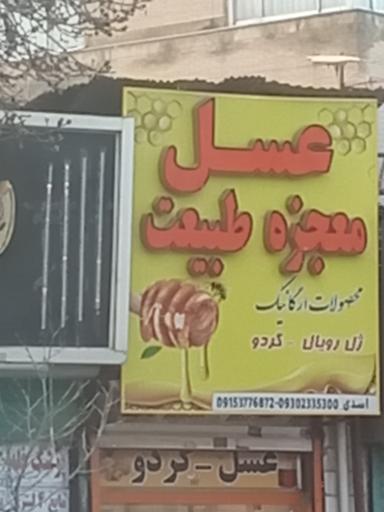 عسل
معجزه طبیعت
محصولات ارگانیک
ژل رویال - گردو
اسدی 09302335300-09153776872
عسل - گردو